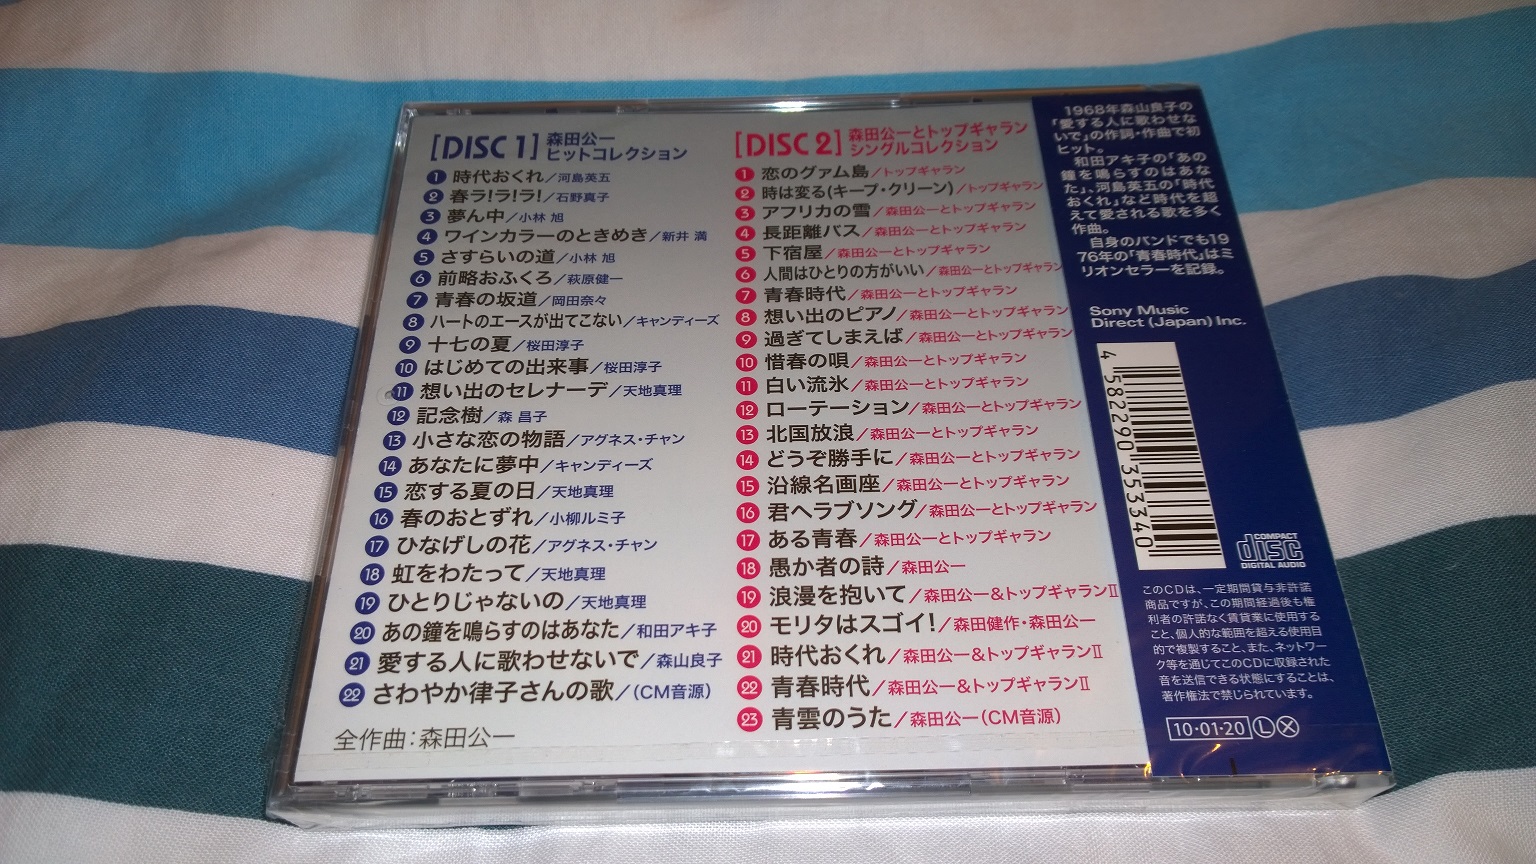 [DISC 1] 森田公一
ヒットコレクション
1 時代おくれ/河島英五
2 春ラ!ラ!ラ!/石野真子
3 夢ん中/小林 旭
4 ワインカラーのときめき/新井 満
5 さすらいの道/小林 旭
6 前略おふくろ/萩原健一
7 青春の坂道/岡田奈々
8 ハートのエースが出てこない/キャンディーズ
9 十七の夏/桜田淳子
10 はじめての出来事/桜田淳子
11 想い出のセレナーデ/天地真理
12 記念樹/森 昌子
13 小さな恋の物語/アグネス・チャン
14 あなたに夢中/キャンディーズ
15 恋する夏の日/天地真理
16 春のおとずれ/小柳ルミ子
17 ひなげしの花/アグネス・チャン
18 虹をわたって/天地真理
19 ひとりじゃないの/天地真理
20 あの鐘を鳴らすのはあなた/和田アキ子
21 愛する人に歌わせないで/森山良子
22 さわやか律子さんの歌/(CM音源)
全作曲:森田公一
[DISC 2] 森田公一とトップギャラン
シングルコレクション
1 恋のグァム島/トップギャラン
2 時は変る(キープ・クリーン)/トップギャラン
3 アフリカの雪/森田公一とトップギャラン
4 長距離バス/森田公一とトップギャラン
5 下宿屋/森田公一とトップギャラン
6 人間はひとりの方がいい/森田公一とトップギャラン
7 青春時代/森田公一とトップギャラン
8 想い出のピアノ/森田公一とトップギャラン
9 過ぎてしまえば/森田公一とトップギャラン
10 惜春の唄/森田公一とトップギャラン
11 白い流氷/森田公一とトップギャラン
12 ローテーション/森田公一とトップギャラン
13 北国放浪/森田公一とトップギャラン
14 どうぞ勝手に/森田公一とトップギャラン
15 沿線名画座/森田公一とトップギャラン
16 君へラブソング/森田公一とトップギャラン
17 ある青春/森田公一とトップギャラン
18 愚か者の詩/森田公一
19 浪漫を抱いて/森田公一&トップギャランⅡ
20 モリタはスゴイ!/森田健作・森田公一
21 時代おくれ/森田公一&トップギャランⅡ
22 青春時代/森田公一&トップギャランⅡ
23 青雲のうた/森田公一(CM音源)
1968年森山良子の
「愛する人に歌わせな
いで」の作詞・作曲で初
ヒット。
和田アキ子の「あの
鐘を鳴らすのはあな
た」、河島英五の「時代
おくれ」など時代を超
えて愛される歌を多く
作曲。
自身のバンドでも19
76年の「青春時代」はミ
リオンセラーを記録。
Sony Music
Direct (Japan) Inc.
4 582290 353340
COMPACT
disc
DIGITAL AUDIO
このCDは、一定期間貸与非許諾
商品ですが、この期間経過後も権
利者の許諾なく賃貸業に使用する
こと、個人的な範囲を超える使用目
的で複製すること、また、ネットワー
ク等を通じてこのCDに収録された
音を送信できる状態にすることは、
著作権法で禁じられています。
10・01・20 L X